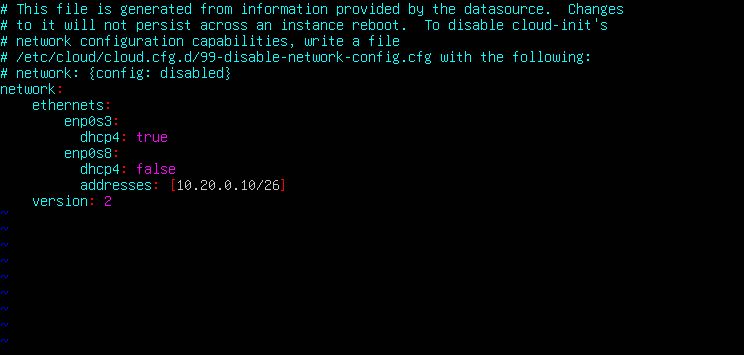 # This file is generated from information provided by the datasource.  Changes
# to it will not persist across an instance reboot.  To disable cloud-init's
# network configuration capabilities, write a file
# /etc/cloud/cloud.cfg.d/99-disable-network-config.cfg with the following:
# network: {config: disabled}
network:
    ethernets:
        enp0s3:
          dhcp4: true
        enp0s8:
          dhcp4: false
          addresses: [10.20.0.10/26]
    version: 2
~
~
~
~
~
~
~
~
~